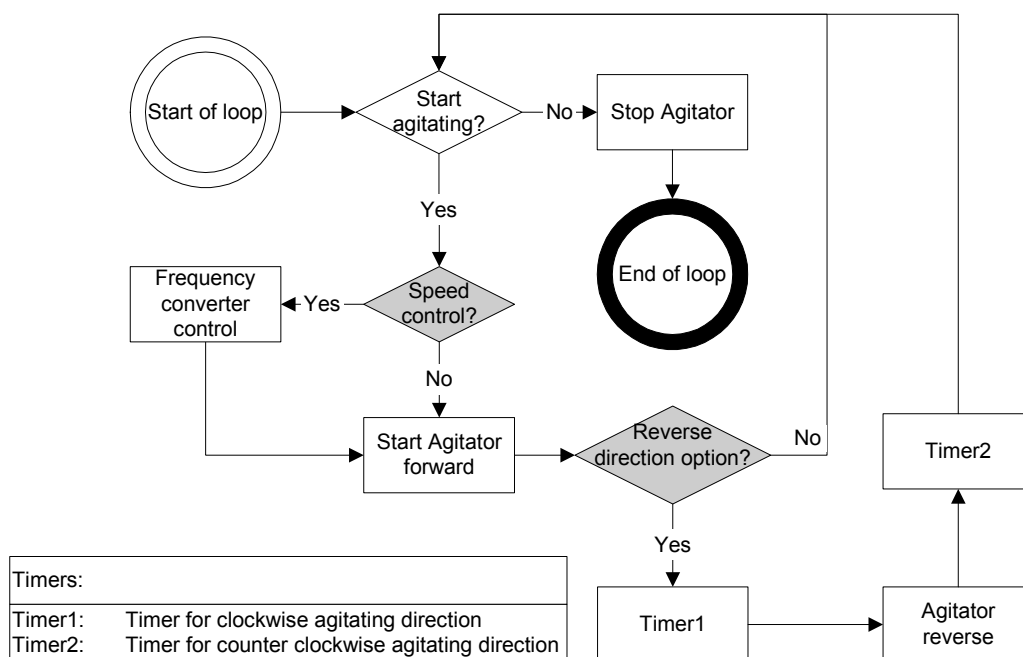 Start of loop
Start
agitating?
No
Stop Agitator
Yes
End of loop
Frequency
converter
control
Yes
Speed
control?
No
Start Agitator
forward
Reverse
direction option?
No
Timer2
Yes
Timer1
Agitator
reverse
Timers:
Timer1: Timer for clockwise agitating direction
Timer2: Timer for counter clockwise agitating direction